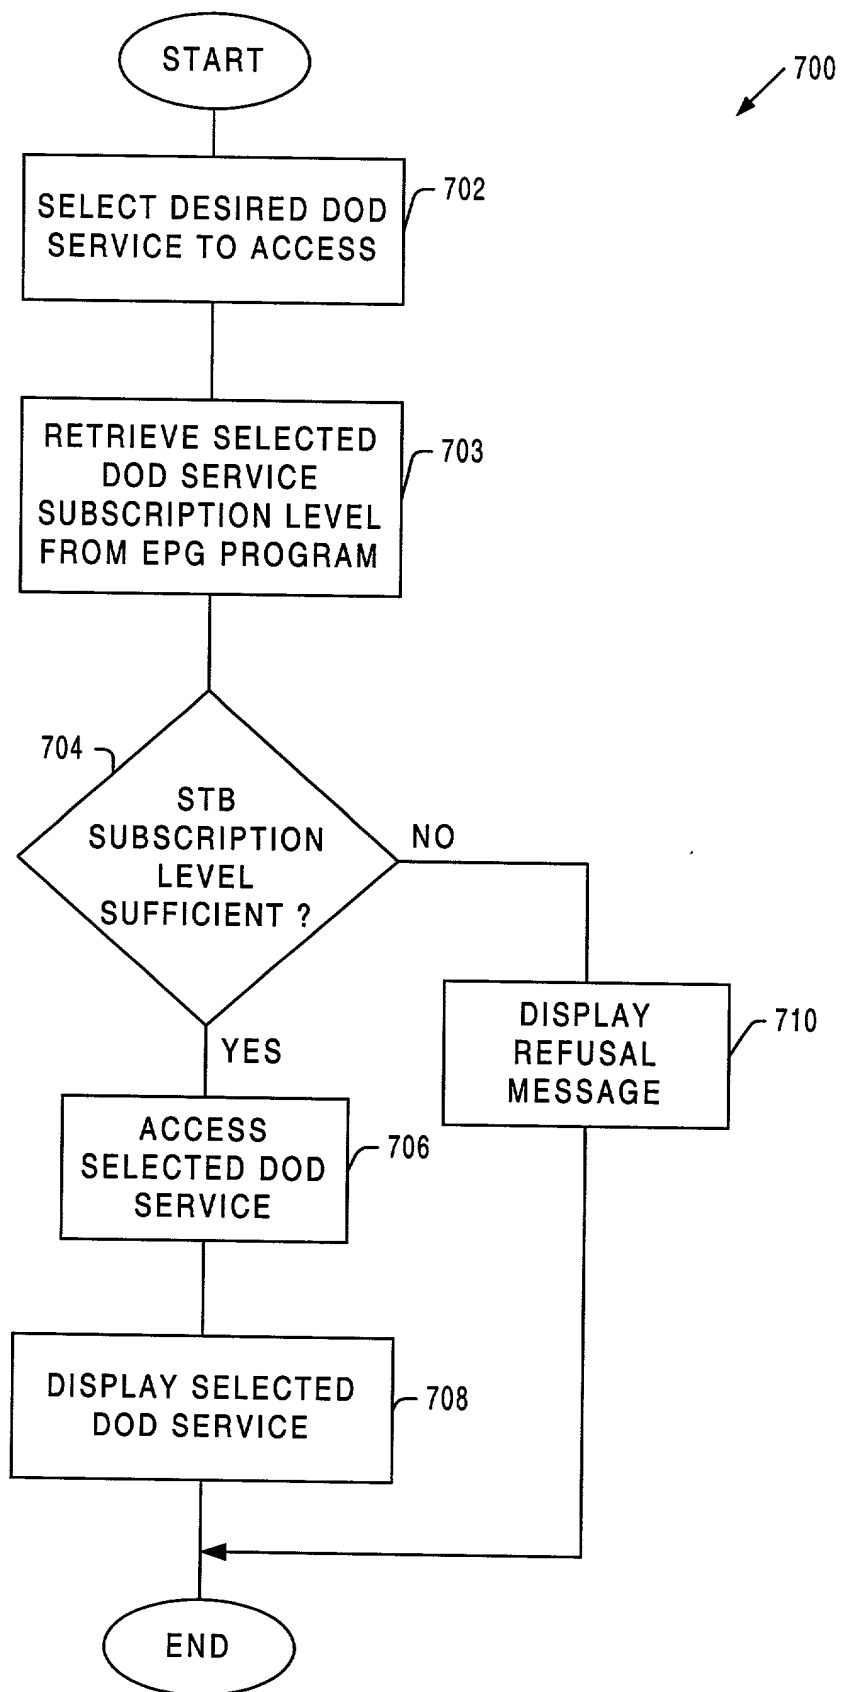 START
700
SELECT DESIRED DOD
SERVICE TO ACCESS
702
RETRIEVE SELECTED
DOD SERVICE
SUBSCRIPTION LEVEL
FROM EPG PROGRAM
703
704
STB
SUBSCRIPTION
LEVEL
SUFFICIENT ?
NO
YES
DISPLAY
REFUSAL
MESSAGE
710
ACCESS
SELECTED DOD
SERVICE
706
DISPLAY SELECTED
DOD SERVICE
708
END